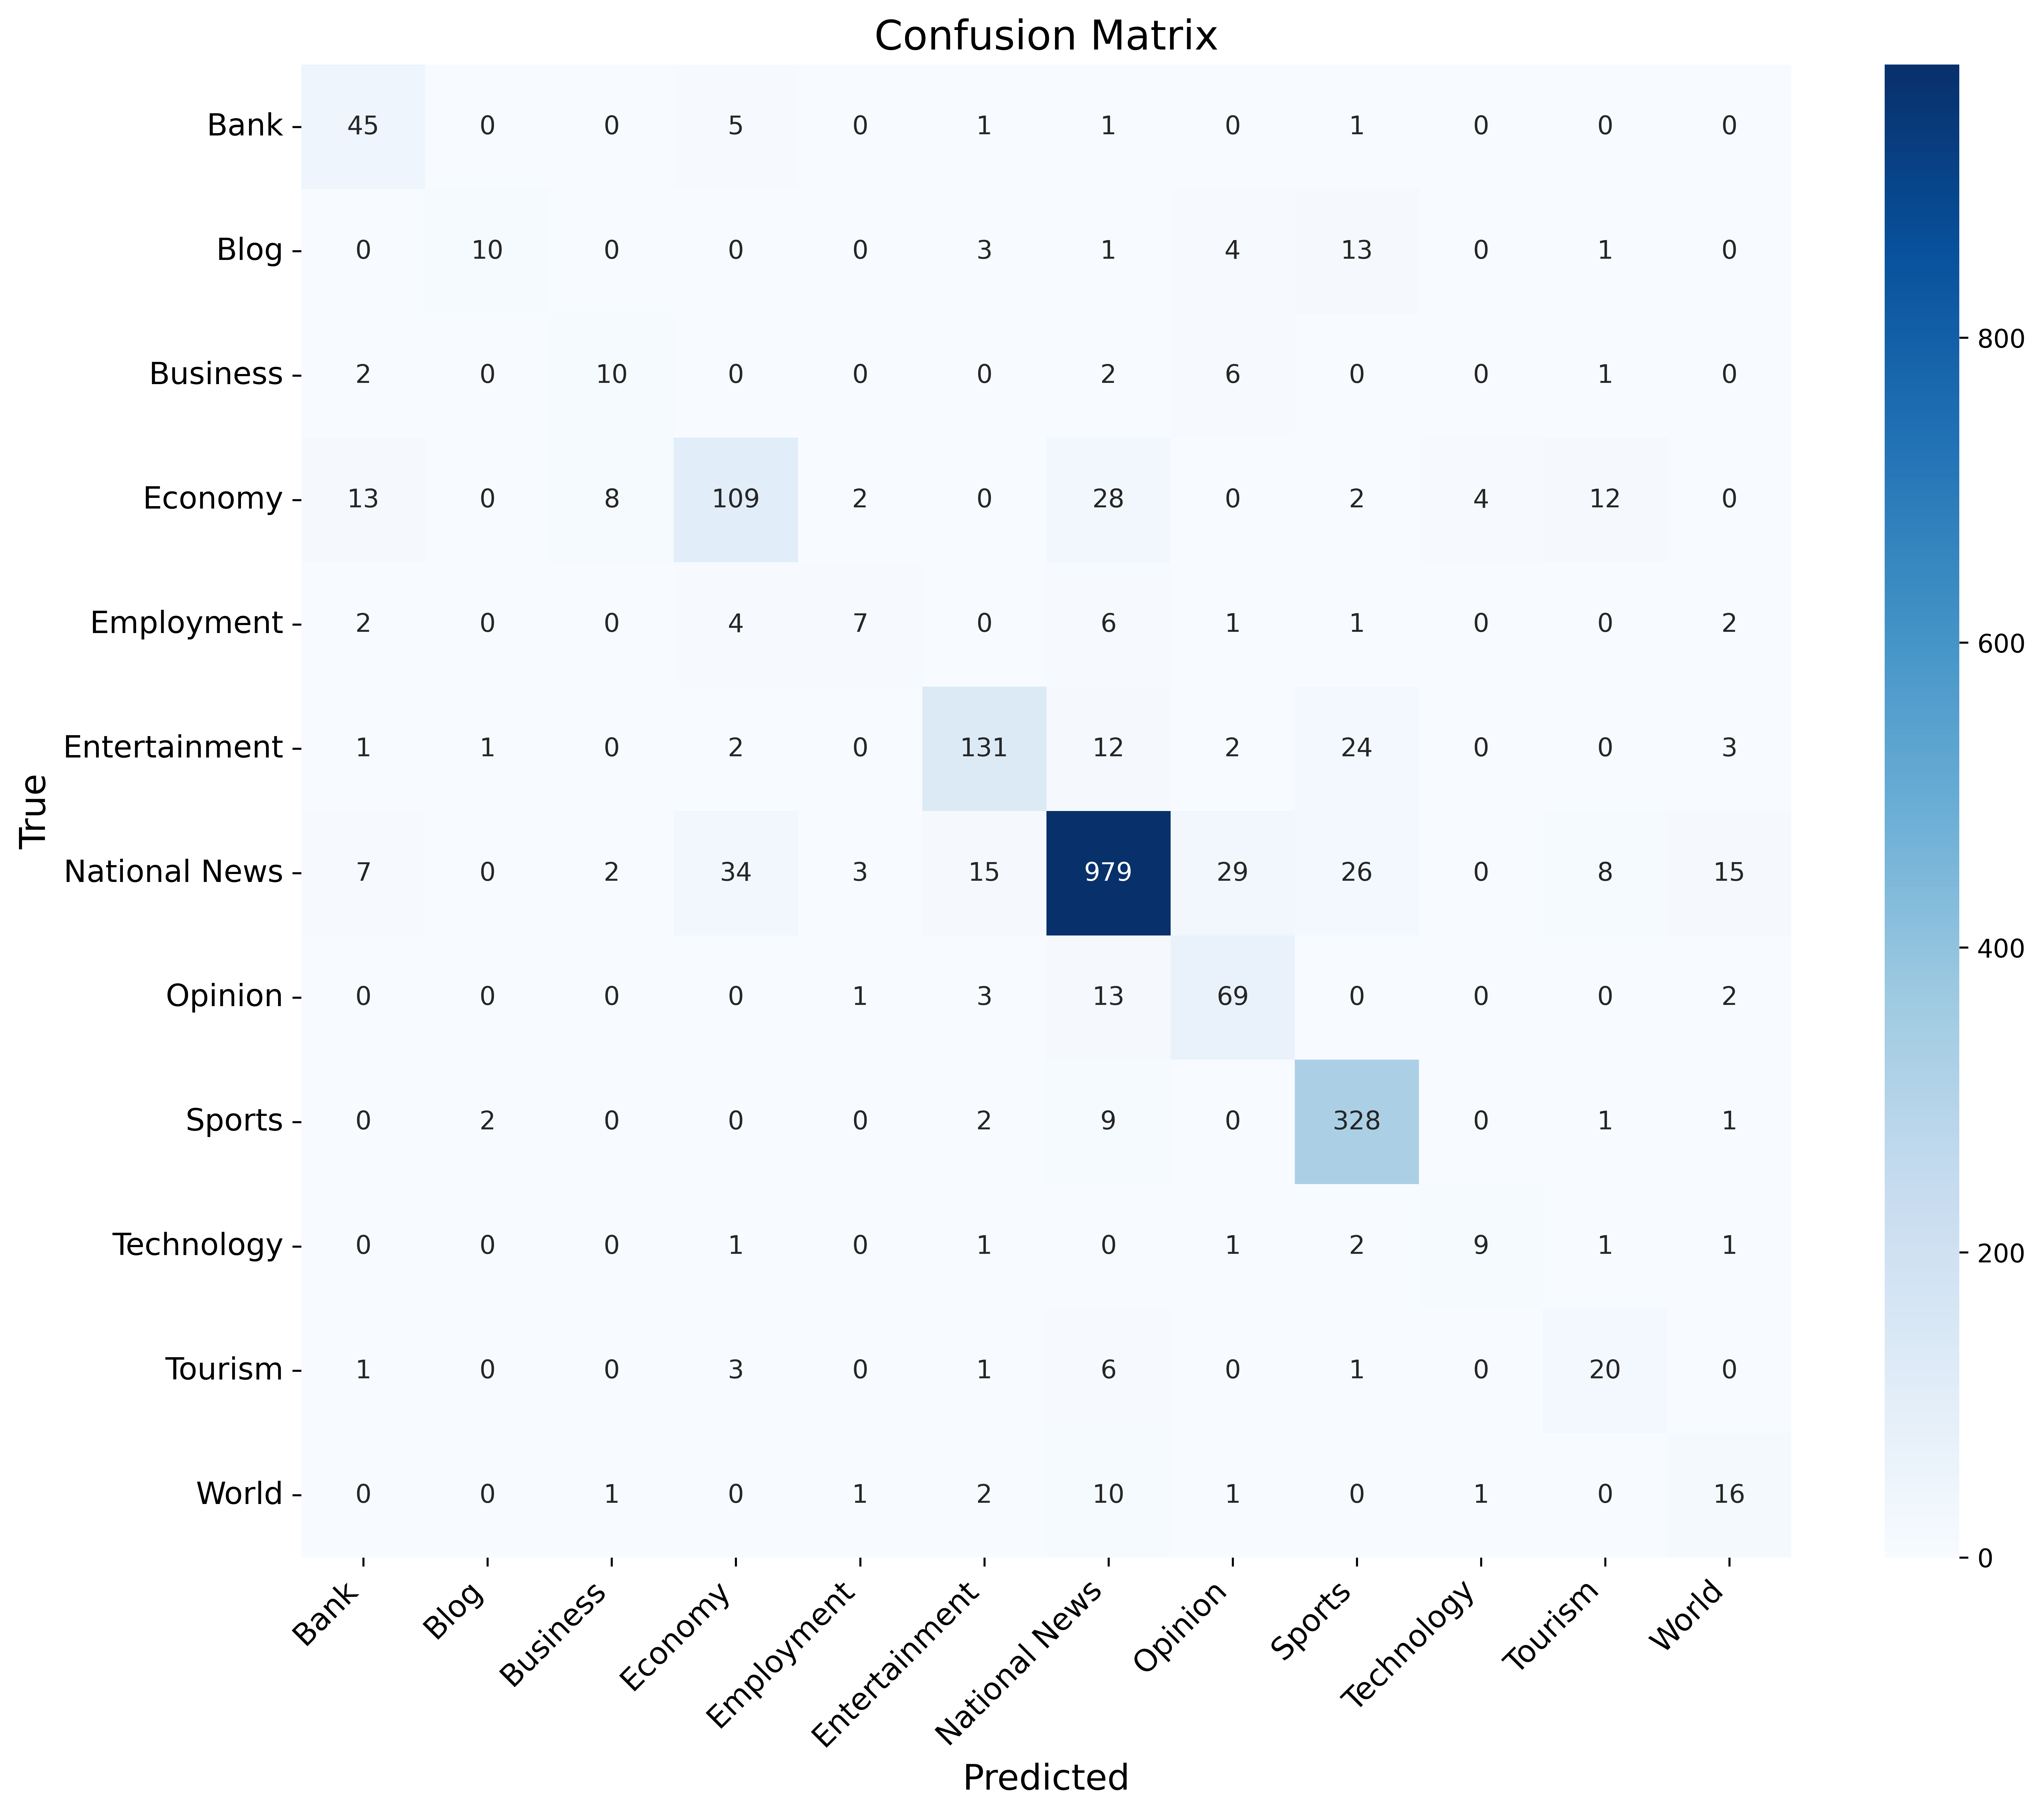 Confusion Matrix
Bank 45 0 0 5 0 1 1 0 1 0 0 0
Blog 0 10 0 0 0 3 1 4 13 0 1 0
Business 2 0 10 0 0 0 2 6 0 0 1 0
Economy 13 0 8 109 2 0 28 0 2 4 12 0
Employment 2 0 0 4 7 0 6 1 1 0 0 2
Entertainment 1 1 0 2 0 131 12 2 24 0 0 3
National News 7 0 2 34 3 15 979 29 26 0 8 15
Opinion 0 0 0 0 1 3 13 69 0 0 0 2
Sports 0 2 0 0 0 2 9 0 328 0 1 1
Technology 0 0 0 1 0 1 0 1 2 9 1 1
Tourism 1 0 0 3 0 1 6 0 1 0 20 0
World 0 0 1 0 1 2 10 1 0 1 0 16
True
Bank Blog Business Economy Employment Entertainment National News Opinion Sports Technology Tourism World
Predicted
800
600
400
200
0